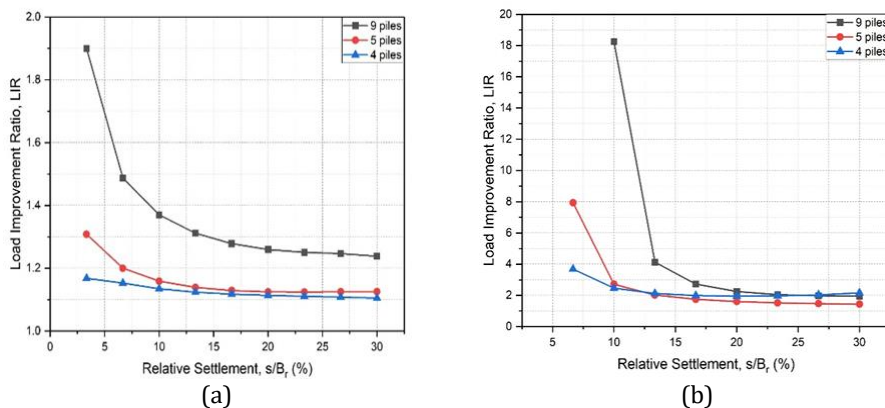 2.0
1.8
1.6
1.4
1.2
1.0
0
5
10
15
20
25
30
Load Improvement Ratio, LIR
Relative Settlement, s/Br (%)
9 piles
5 piles
4 piles
(a)
20
18
16
14
12
10
8
6
4
2
0
5
10
15
20
25
30
Load Improvement Ratio, LIR
Relative Settlement, s/Br (%)
9 piles
5 piles
4 piles
(b)